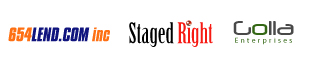 654LEND.COM inc
Staged Right
Golla
Enterprises